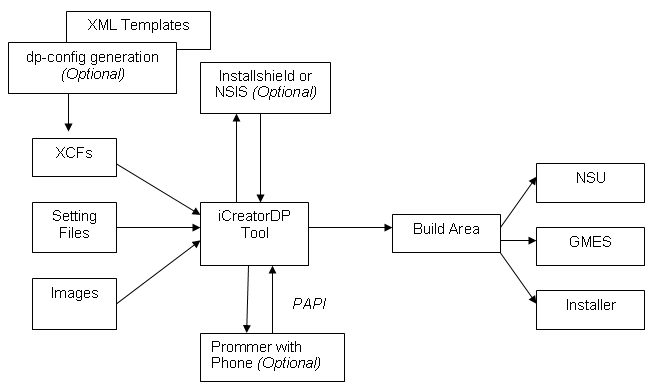 XML Templates
dp-config generation
(Optional)
Installshield or
NSIS (Optional)
XCFs
Setting
Files
Images
iCreatorDP
Tool
Build Area
NSU
GMES
Installer
PAPI
Prommer with
Phone (Optional)